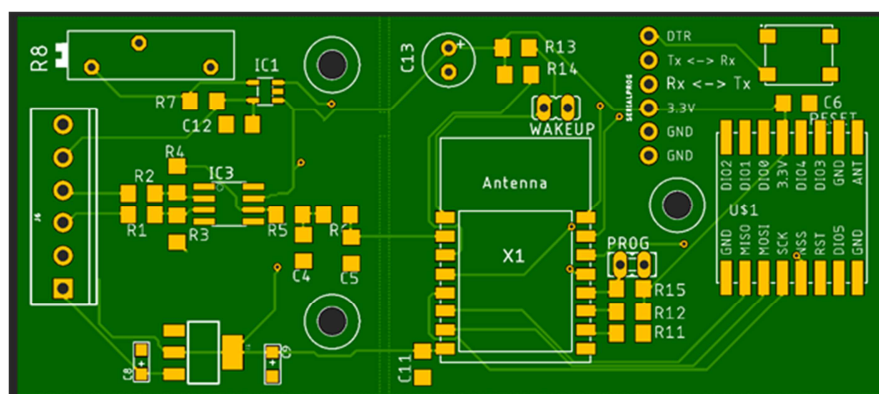 R8
IC1
R7
C12
C13
R13
R14
WAKEUP
DTR
Tx <-> Rx
Rx <-> Tx
3.3V
GND
GND
SERIALPROG
C6
RESET
DIO2
DIO1
DIO0
3.3V
DIO4
DIO3
GND
ANT
U$1
GND
MISO
MOSI
SCK
NSS
RST
DIO5
GND
Antenna
X1
PROG
R15
R12
R11
R4
IC3
R2
R1
R3
R5
C4
C5
J6
C8
C9
C11